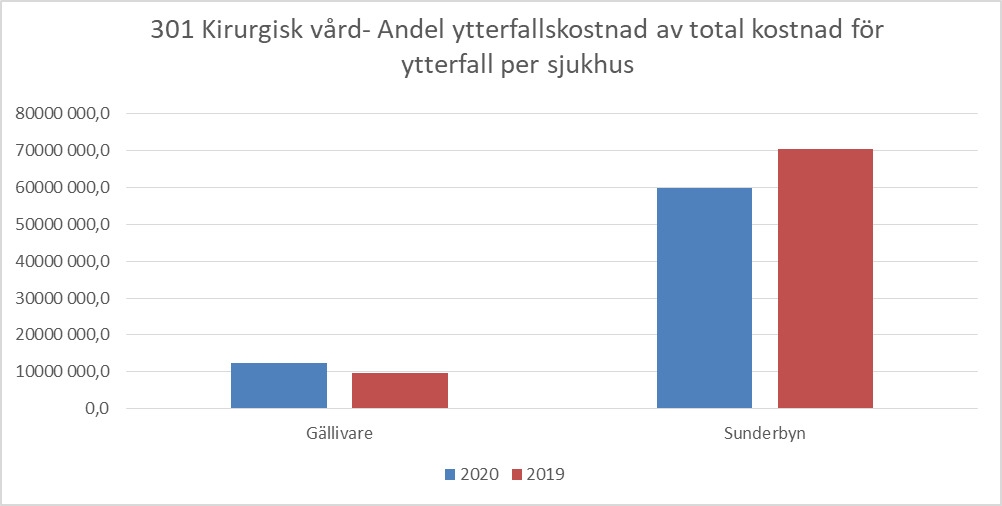 301 Kirurgisk vård- Andel ytterfallskostnad av total kostnad för
ytterfall per sjukhus
80000 000,0
70000 000,0
60000 000,0
50000 000,0
40000 000,0
30000 000,0
20000 000,0
10000 000,0
0,0
Gällivare
Sunderbyn
2020
2019